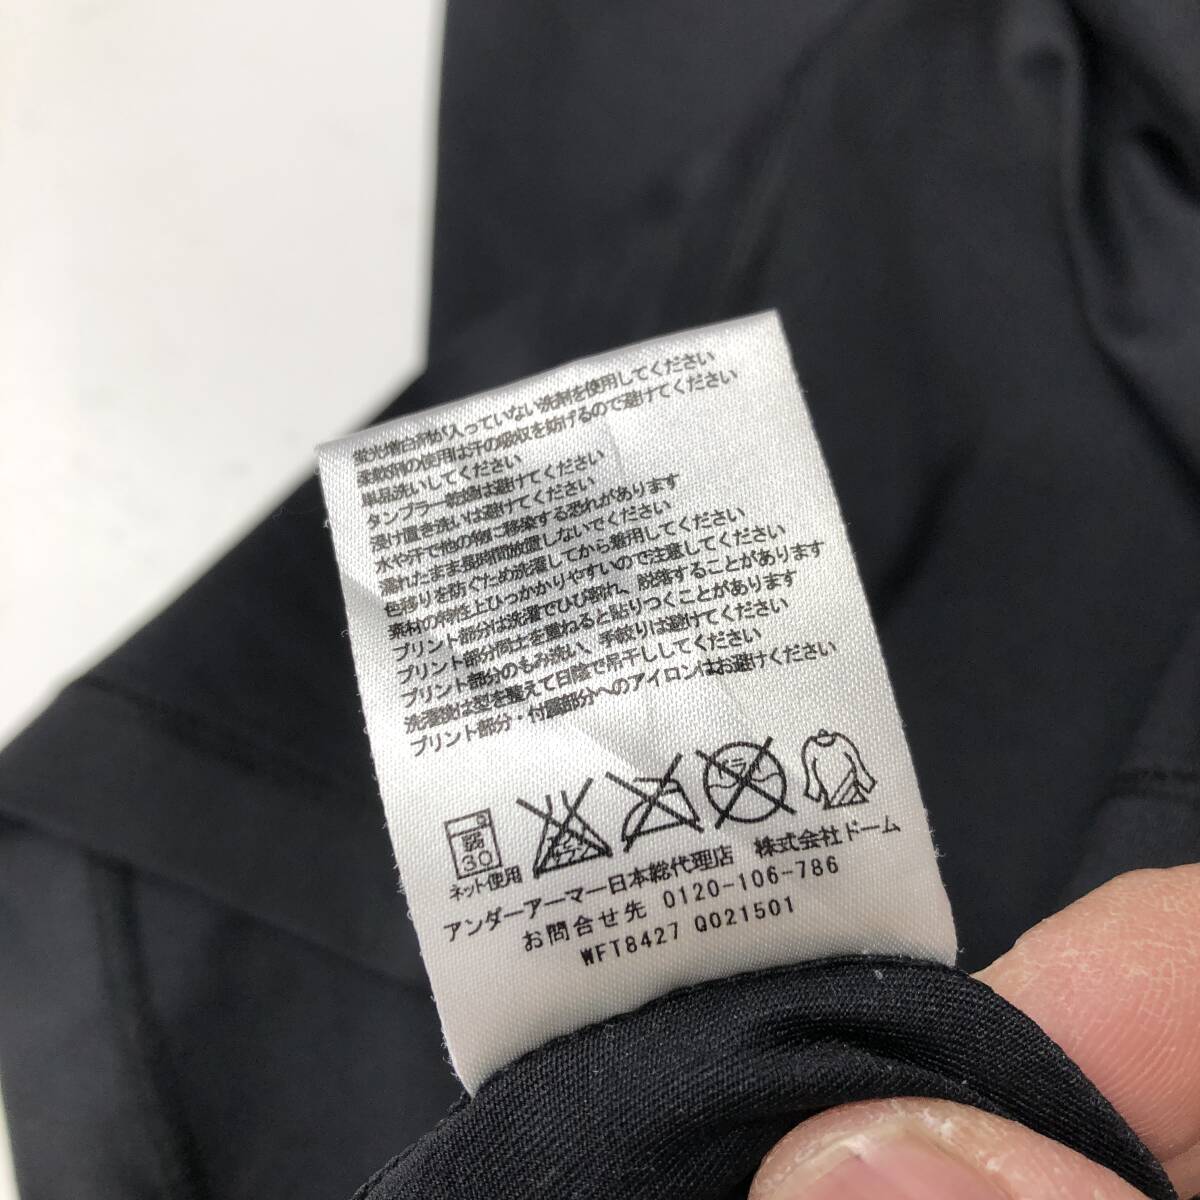 蛍光増白剤が入っていない洗剤を使用してください
柔軟剤の使用は汗の吸収を妨げるので避けてください
単品洗いしてください
タンブラー乾燥は避けてください
浸け置き洗いは避けてください
水や汗で他の物に移染する恐れがあります
濡れたまま長時間放置しないでください
色移りを防ぐため洗濯してから着用してください
素材の特性上ひっかかりやすいので注意してください
プリント部分は洗濯でひび割れ、脱落することがあります
プリント部分同士を重ねると貼りつくことがあります
プリント部分のもみ洗い、手絞りは避けてください
洗濯後は型を整えて日陰で吊干ししてください
プリント部分・付属部分へのアイロンはお避けください
弱
30
エンソ
サラシ
ドライ
ネット使用
アンダーアーマー日本総代理店 株式会社ドーム
お問合せ先 0120-106-786
WFT8427 Q021501